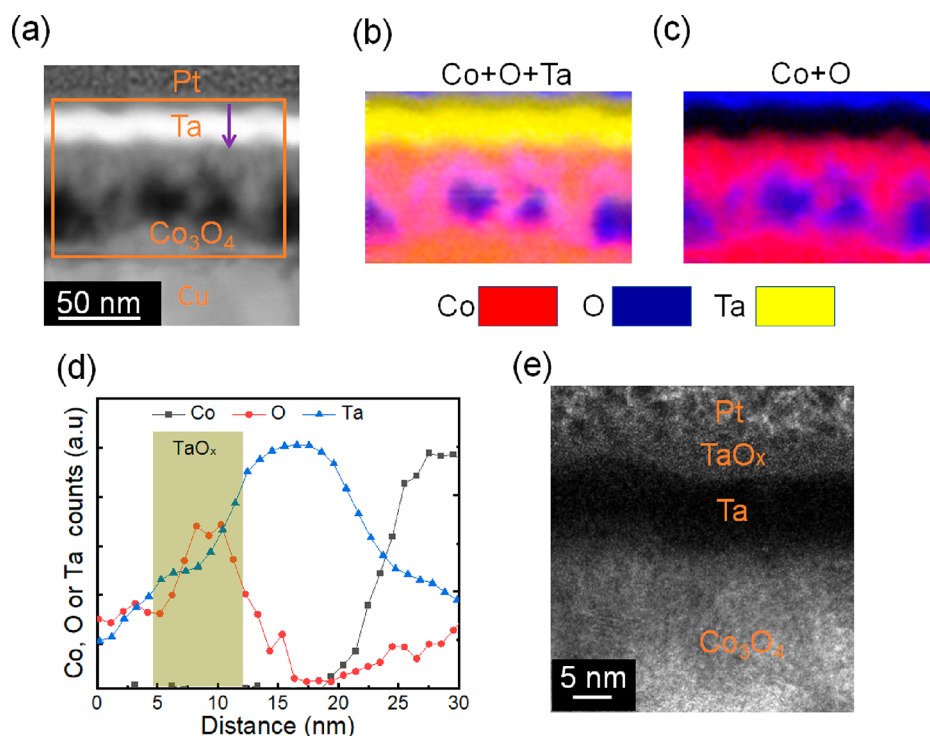 (a)
Pt
Ta
Co₃O₄
Cu
50 nm
(b)
Co+O+Ta
(c)
Co+O
Co
O
Ta
(d)
Co, O or Ta counts (a.u)
Co
O
Ta
TaOₓ
0
5
10
15
20
25
30
Distance (nm)
(e)
Pt
TaOₓ
Ta
Co₃O₄
5 nm